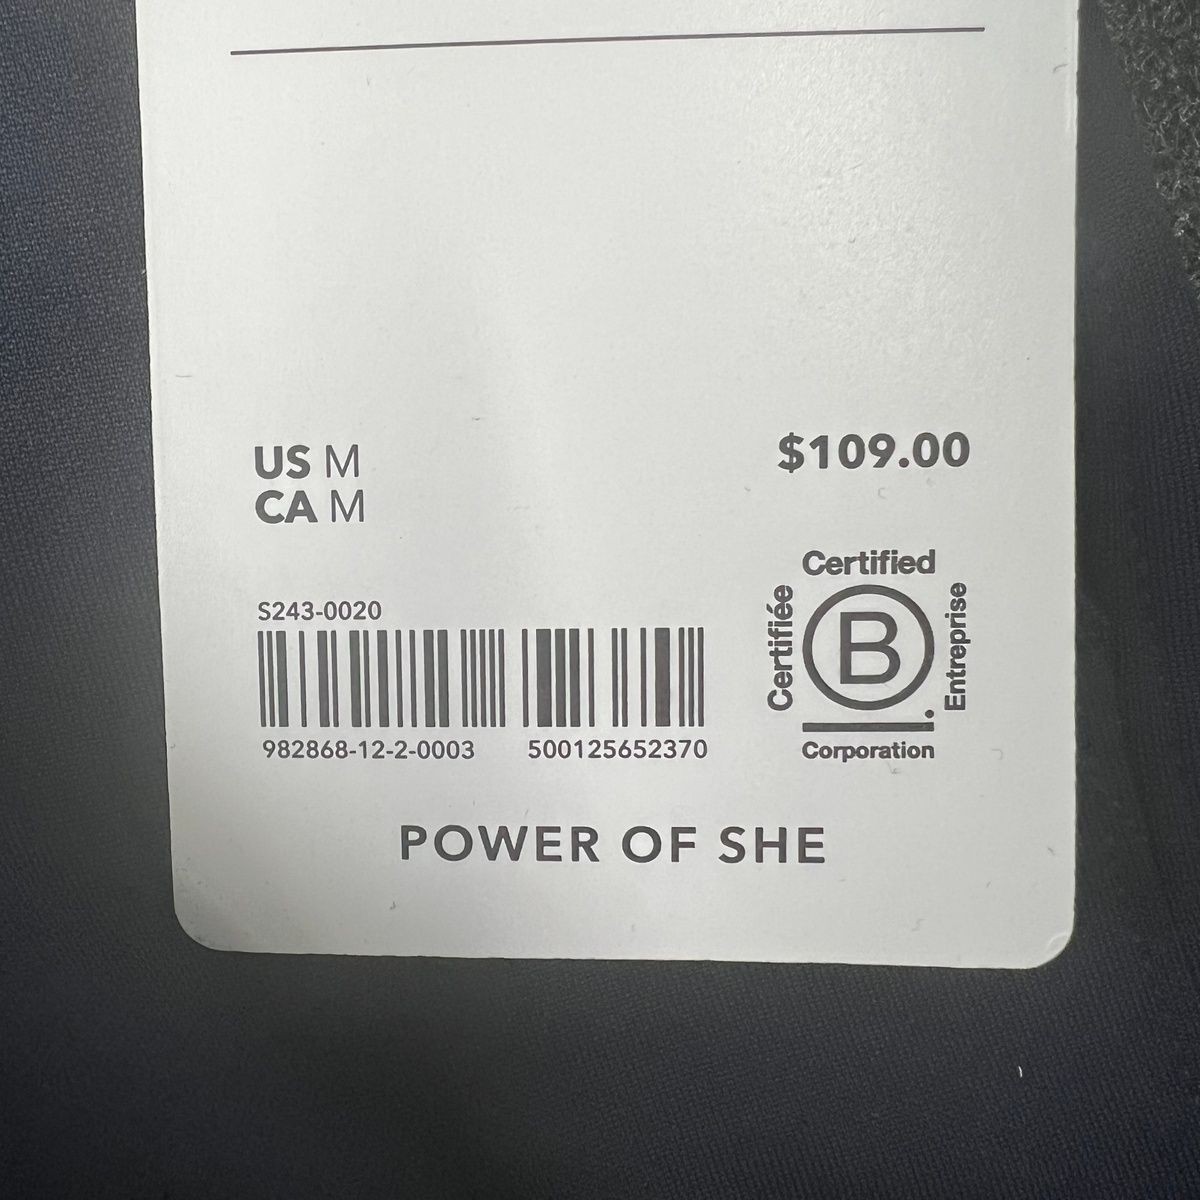 US M
CA M
$109.00
S243-0020
982868-12-2-0003 500125652370
Certified
Certifiée
B
Entreprise
Corporation
POWER OF SHE